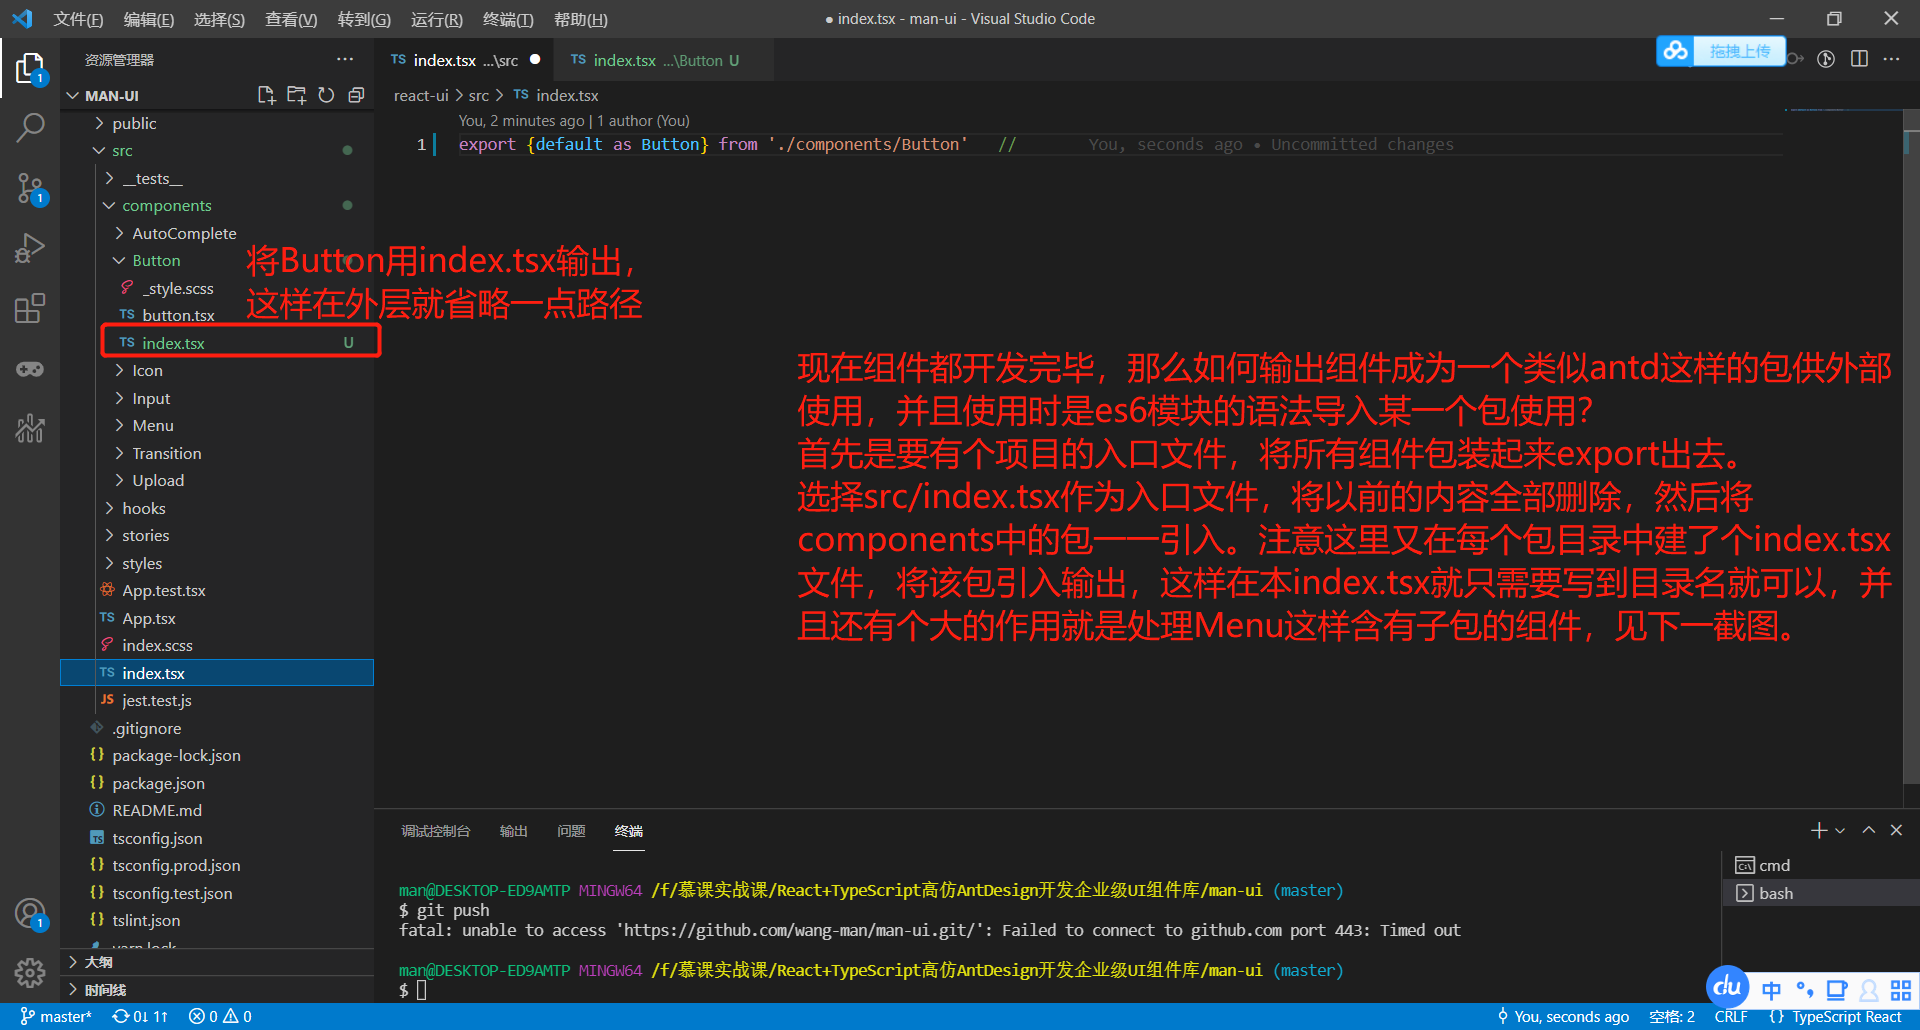 文件(F) 编辑(E) 选择(S) 查看(V) 转到(G) 运行(R) 终端(T) 帮助(H)
● index.tsx - man-ui - Visual Studio Code
资源管理器
TS index.tsx ...\src
TS index.tsx ...\Button U
拖拽上传
MAN-UI
react-ui > src > TS index.tsx
You, 2 minutes ago | 1 author (You)
1 export {default as Button} from './components/Button' // You, seconds ago • Uncommitted changes
public
src
__tests__
components
AutoComplete
Button
_style.scss
TS button.tsx
TS index.tsx U
Icon
Input
Menu
Transition
Upload
hooks
stories
styles
App.test.tsx
TS App.tsx
index.scss
TS index.tsx
JS jest.test.js
.gitignore
{} package-lock.json
{} package.json
README.md
TS tsconfig.json
{} tsconfig.prod.json
{} tsconfig.test.json
{} tslint.json
yarn.lock
大纲
时间线
1
1
1
将Button用index.tsx输出，
这样在外层就省略一点路径
现在组件都开发完毕，那么如何输出组件成为一个类似antd这样的包供外部
使用，并且使用时是es6模块的语法导入某一个包使用？
首先是要有个项目的入口文件，将所有组件包装起来export出去。
选择src/index.tsx作为入口文件，将以前的内容全部删除，然后将
components中的包一一引入。注意这里又在每个包目录中建了个index.tsx
文件，将该包引入输出，这样在本index.tsx就只需要写到目录名就可以，并
且还有个大的作用就是处理Menu这样含有子包的组件，见下一截图。
调试控制台 输出 问题 终端
man@DESKTOP-ED9AMTP MINGW64 /f/慕课实战课/React+TypeScript高仿AntDesign开发企业级UI组件库/man-ui (master)
$ git push
fatal: unable to access 'https://github.com/wang-man/man-ui.git/': Failed to connect to github.com port 443: Timed out
man@DESKTOP-ED9AMTP MINGW64 /f/慕课实战课/React+TypeScript高仿AntDesign开发企业级UI组件库/man-ui (master)
$
cmd
bash
du 中
master* 0↓ 1↑ 0 0
You, seconds ago 空格: 2 CRLF {} TypeScript React